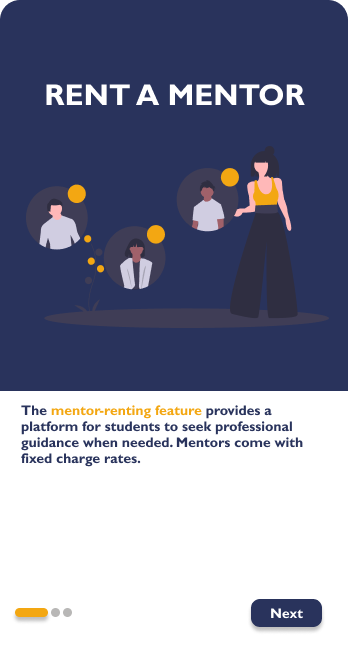 RENT A MENTOR
The mentor-renting feature provides a
platform for students to seek professional
guidance when needed. Mentors come with
fixed charge rates.
Next